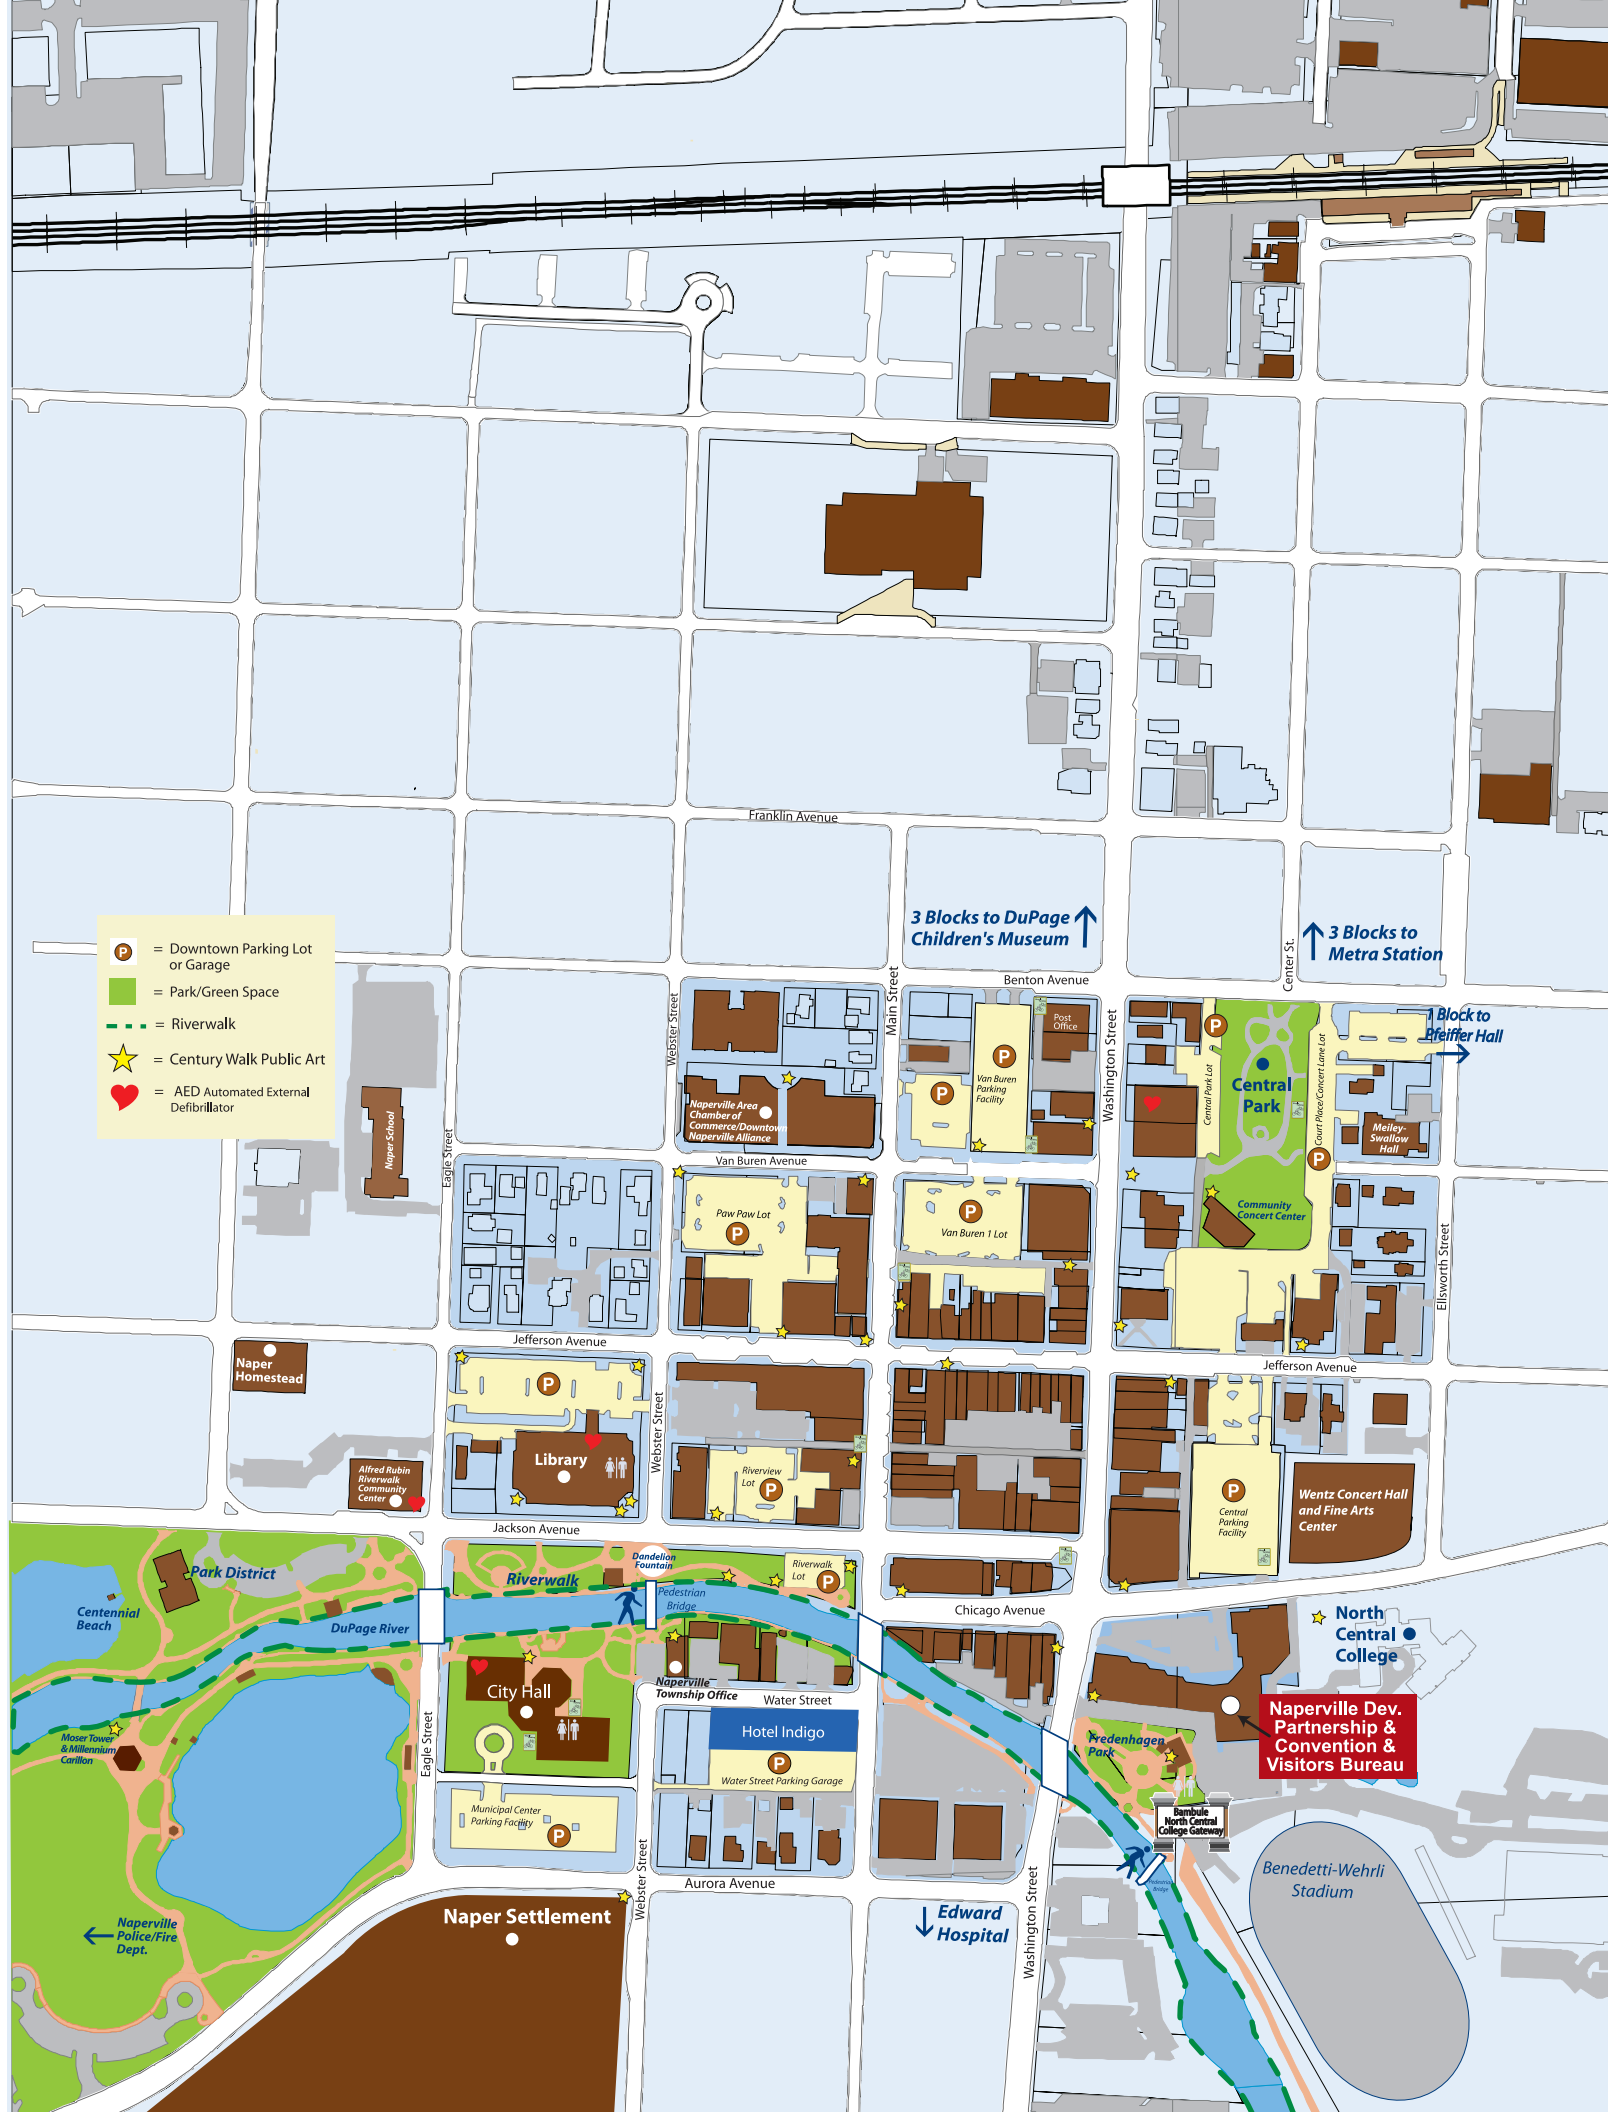 Franklin Avenue
3 Blocks to DuPage
Children's Museum
3 Blocks to
Metra Station
P
= Downtown Parking Lot
or Garage
= Park/Green Space
= Riverwalk
= Century Walk Public Art
= AED Automated External
Defibrillator
Benton Avenue
Center St.
Main Street
Webster Street
Washington Street
Post
Office
P
1 Block to
Pfeiffer Hall
P
Van Buren
Parking
Facility
P
Central Park Lot
Central
Park
Court Place/Concert Lane Lot
P
Meiley-
Swallow
Hall
Naperville Area
Chamber of
Commerce/Downtown
Naperville Alliance
Naper School
Eagle Street
Van Buren Avenue
Paw Paw Lot
P
P
Van Buren 1 Lot
Community
Concert Center
Ellsworth Street
Jefferson Avenue
Jefferson Avenue
Naper
Homestead
P
Webster Street
Library
Alfred Rubin
Riverwalk
Community
Center
Riverview
Lot
P
P
Central
Parking
Facility
Wentz Concert Hall
and Fine Arts
Center
Jackson Avenue
Park District
Riverwalk
Dandelion
Fountain
Riverwalk
Lot
P
Pedestrian
Bridge
Centennial
Beach
DuPage River
Chicago Avenue
North
Central
College
City Hall
Naperville
Township Office
Water Street
Hotel Indigo
P
Water Street Parking Garage
Naperville Dev.
Partnership &
Convention &
Visitors Bureau
Fredenhagen
Park
Moser Tower
& Millennium
Carillon
Eagle Street
Municipal Center
Parking Facility
P
Bambule
North Central
College Gateway
Pedestrian
Bridge
Benedetti-Wehrli
Stadium
Webster Street
Aurora Avenue
Washington Street
Naper Settlement
Edward
Hospital
Naperville
Police/Fire
Dept.